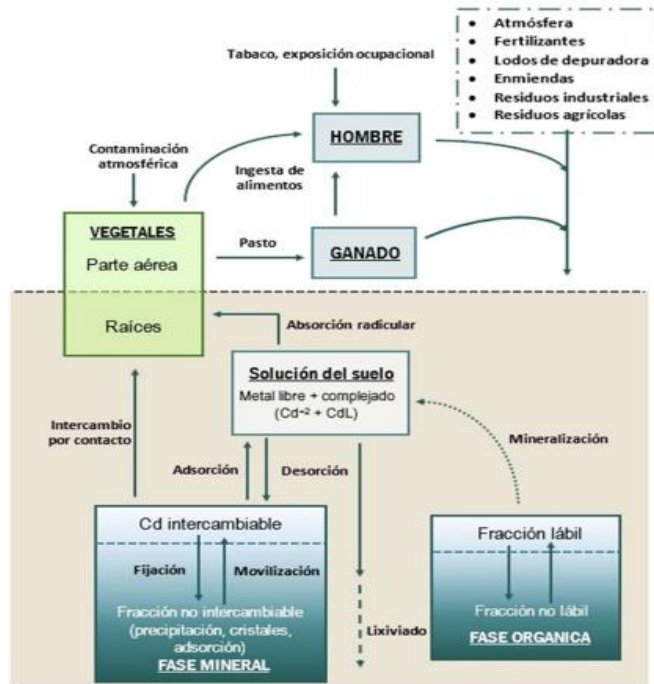 • Atmósfera
• Fertilizantes
• Lodos de depuradora
• Enmiendas
• Residuos industriales
• Residuos agrícolas
Tabaco, exposición ocupacional
HOMBRE
Contaminación
atmosférica
Ingesta de
alimentos
VEGETALES
Parte aérea
Pasto
GANADO
Raíces
Absorción radicular
Solución del suelo
Metal libre + complejado
(Cd+2 + CdL)
Intercambio
por contacto
Adsorción
Desorción
Mineralización
Cd intercambiable
Fijación
Movilización
Fracción no intercambiable
(precipitación, cristales,
adsorción)
FASE MINERAL
Lixiviado
Fracción lábil
Fracción no lábil
FASE ORGANICA